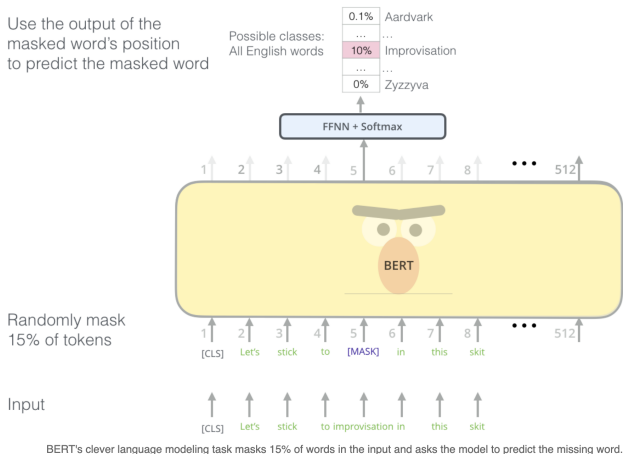 Use the output of the
masked word's position
to predict the masked word
Possible classes:
All English words
0.1% Aardvark
... ...
10% Improvisation
... ...
0% Zyzzyva
FFNN + Softmax
1 2 3 4 5 6 7 8 ... 512
BERT
Randomly mask
15% of tokens
1 2 3 4 5 6 7 8 ... 512
[CLS] Let's stick to [MASK] in this skit
Input
[CLS] Let's stick to improvisation in this skit
BERT's clever language modeling task masks 15% of words in the input and asks the model to predict the missing word.